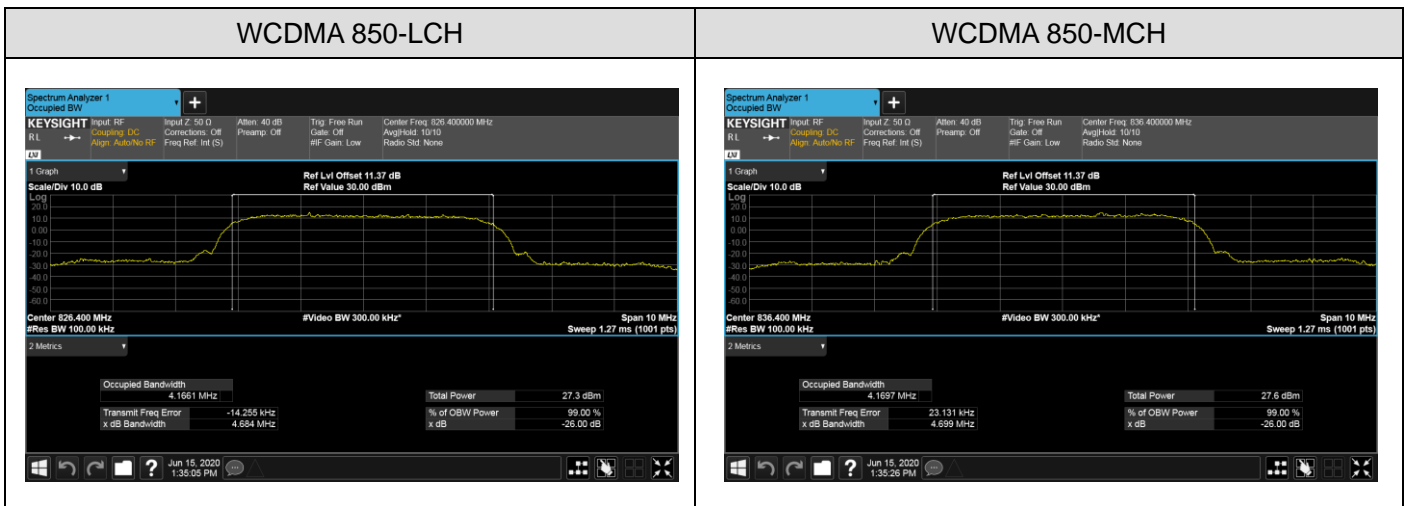 WCDMA 850-LCH
Spectrum Analyzer 1
Occupied BW
KEYSIGHT Input: RF Input Z: 50 Ω Atten: 40 dB Trig: Free Run Center Freq: 826.400000 MHz
RL Coupling: DC Corrections: Off Preamp: Off Gate: Off Avg|Hold: 10/10
Align: Auto/No RF Freq Ref: Int (S) #IF Gain: Low Radio Std: None
LXI
1 Graph
Ref Lvl Offset 11.37 dB
Scale/Div 10.0 dB Ref Value 30.00 dBm
Log
20.0
10.0
0.00
-10.0
-20.0
-30.0
-40.0
-50.0
-60.0
Center 826.400 MHz #Video BW 300.00 kHz* Span 10 MHz
#Res BW 100.00 kHz Sweep 1.27 ms (1001 pts)
2 Metrics
Occupied Bandwidth
4.1661 MHz Total Power 27.3 dBm
Transmit Freq Error -14.255 kHz % of OBW Power 99.00 %
x dB Bandwidth 4.684 MHz x dB -26.00 dB
? Jun 15, 2020
1:35:05 PM
WCDMA 850-MCH
Spectrum Analyzer 1
Occupied BW
KEYSIGHT Input: RF Input Z: 50 Ω Atten: 40 dB Trig: Free Run Center Freq: 836.400000 MHz
RL Coupling: DC Corrections: Off Preamp: Off Gate: Off Avg|Hold: 10/10
Align: Auto/No RF Freq Ref: Int (S) #IF Gain: Low Radio Std: None
LXI
1 Graph
Ref Lvl Offset 11.37 dB
Scale/Div 10.0 dB Ref Value 30.00 dBm
Log
20.0
10.0
0.00
-10.0
-20.0
-30.0
-40.0
-50.0
-60.0
Center 836.400 MHz #Video BW 300.00 kHz* Span 10 MHz
#Res BW 100.00 kHz Sweep 1.27 ms (1001 pts)
2 Metrics
Occupied Bandwidth
4.1697 MHz Total Power 27.6 dBm
Transmit Freq Error 23.131 kHz % of OBW Power 99.00 %
x dB Bandwidth 4.699 MHz x dB -26.00 dB
? Jun 15, 2020
1:35:26 PM